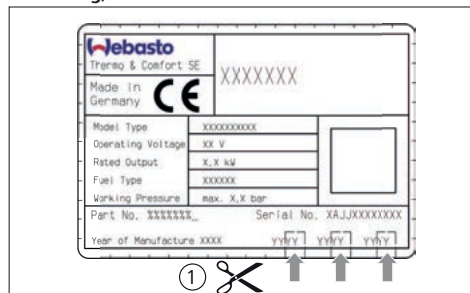 Webasto
Thermo & Comfort SE
Made in
Germany CE
XXXXXXX
Model Type XXXXXXXXXX
Operating Voltage XX V
Rated Output X,X kW
Fuel Type XXXXXX
Working Pressure max. X,X bar
Part No. %%%%%%%_ Serial No. XAJJXXXXXXXX
Year of Manufacture XXXX YYYY YYYY YYYY
1